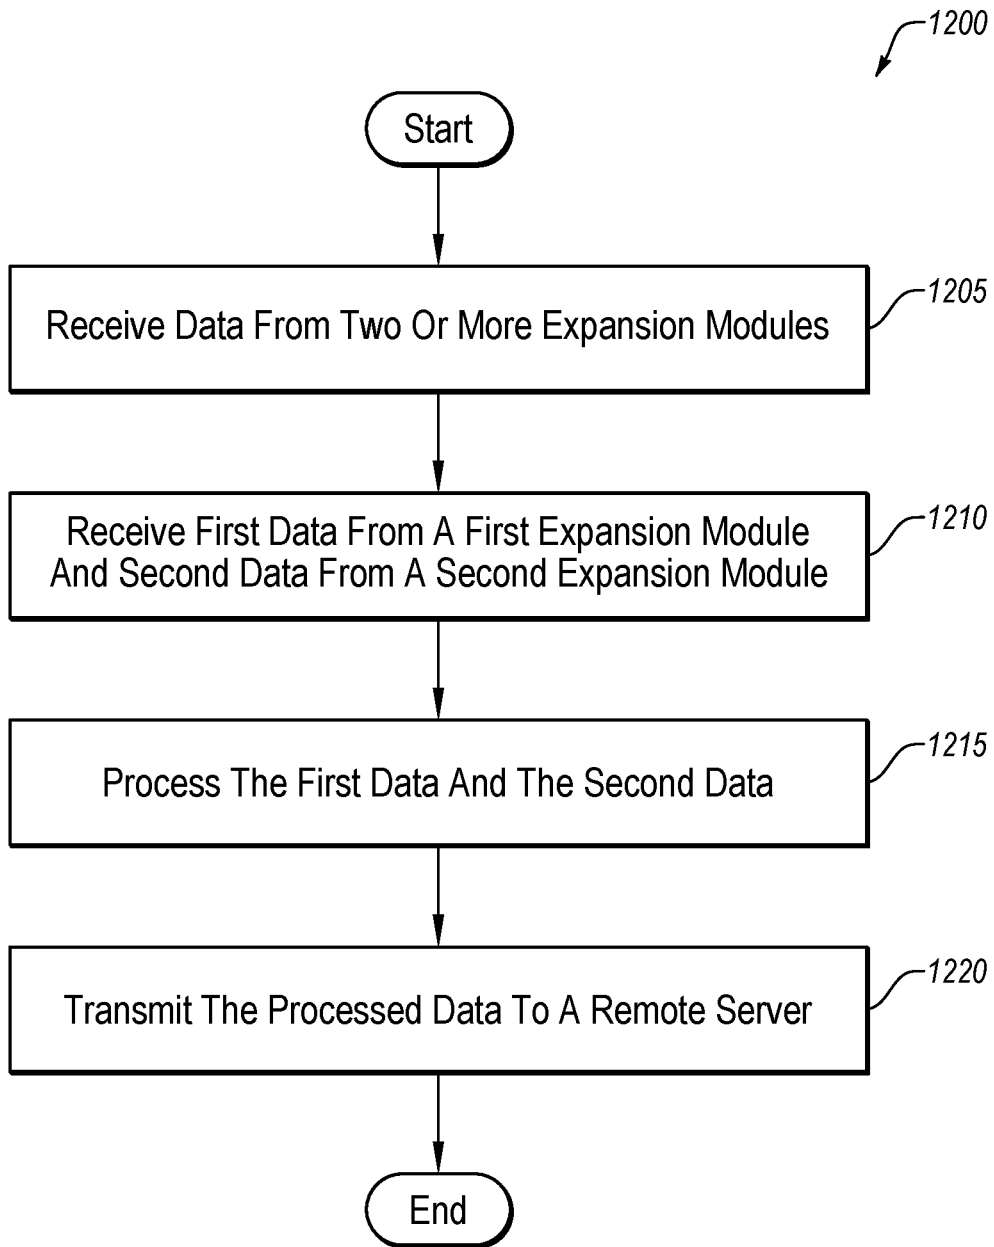 1200
Start
Receive Data From Two Or More Expansion Modules
1205
Receive First Data From A First Expansion Module
And Second Data From A Second Expansion Module
1210
Process The First Data And The Second Data
1215
Transmit The Processed Data To A Remote Server
1220
End